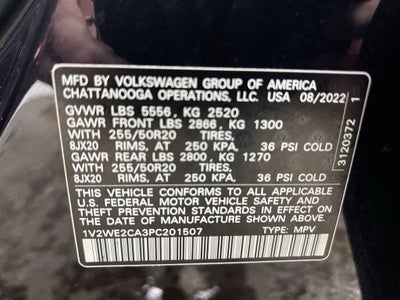 MFD BY VOLKSWAGEN GROUP OF AMERICA
CHATTANOOGA OPERATIONS, LLC. USA 08/2022
GVWR LBS 5556, KG 2520
GAWR FRONT LBS 2866, KG 1300
WITH 255/50R20 TIRES,
8JX20 RIMS, AT 250 KPA. 36 PSI COLD
GAWR REAR LBS 2800, KG 1270
WITH 255/50R20 TIRES,
8JX20 RIMS, AT 250 KPA. 36 PSI COLD
THIS VEHICLE CONFORMS TO ALL APPLICABLE
U.S. FEDERAL MOTOR VEHICLE SAFETY
AND THEFT PREVENTION STANDARDS IN EFFECT ON THE
DATE OF MANUFACTURE SHOWN ABOVE.
1V2WE2CA3PC201507 TYPE: MPV
3120372 1